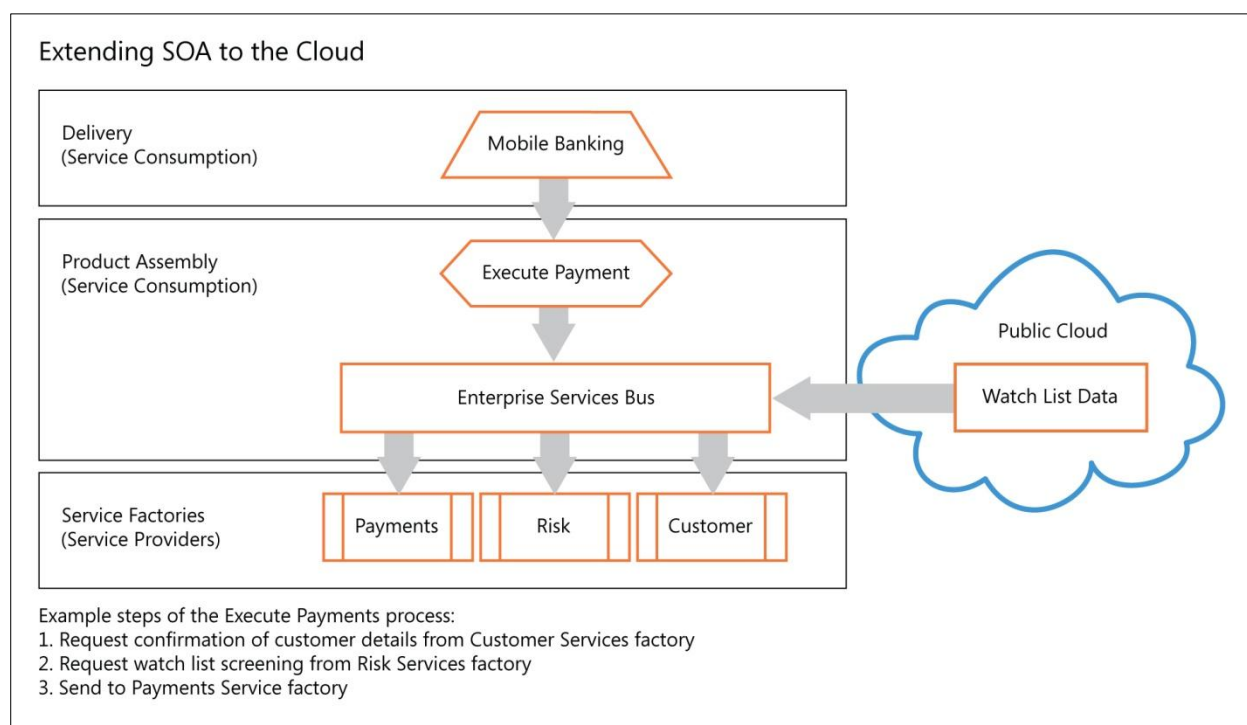 Extending SOA to the Cloud
Delivery
(Service Consumption)
Mobile Banking
Product Assembly
(Service Consumption)
Execute Payment
Enterprise Services Bus
Public Cloud
Watch List Data
Service Factories
(Service Providers)
Payments
Risk
Customer
Example steps of the Execute Payments process:
1. Request confirmation of customer details from Customer Services factory
2. Request watch list screening from Risk Services factory
3. Send to Payments Service factory